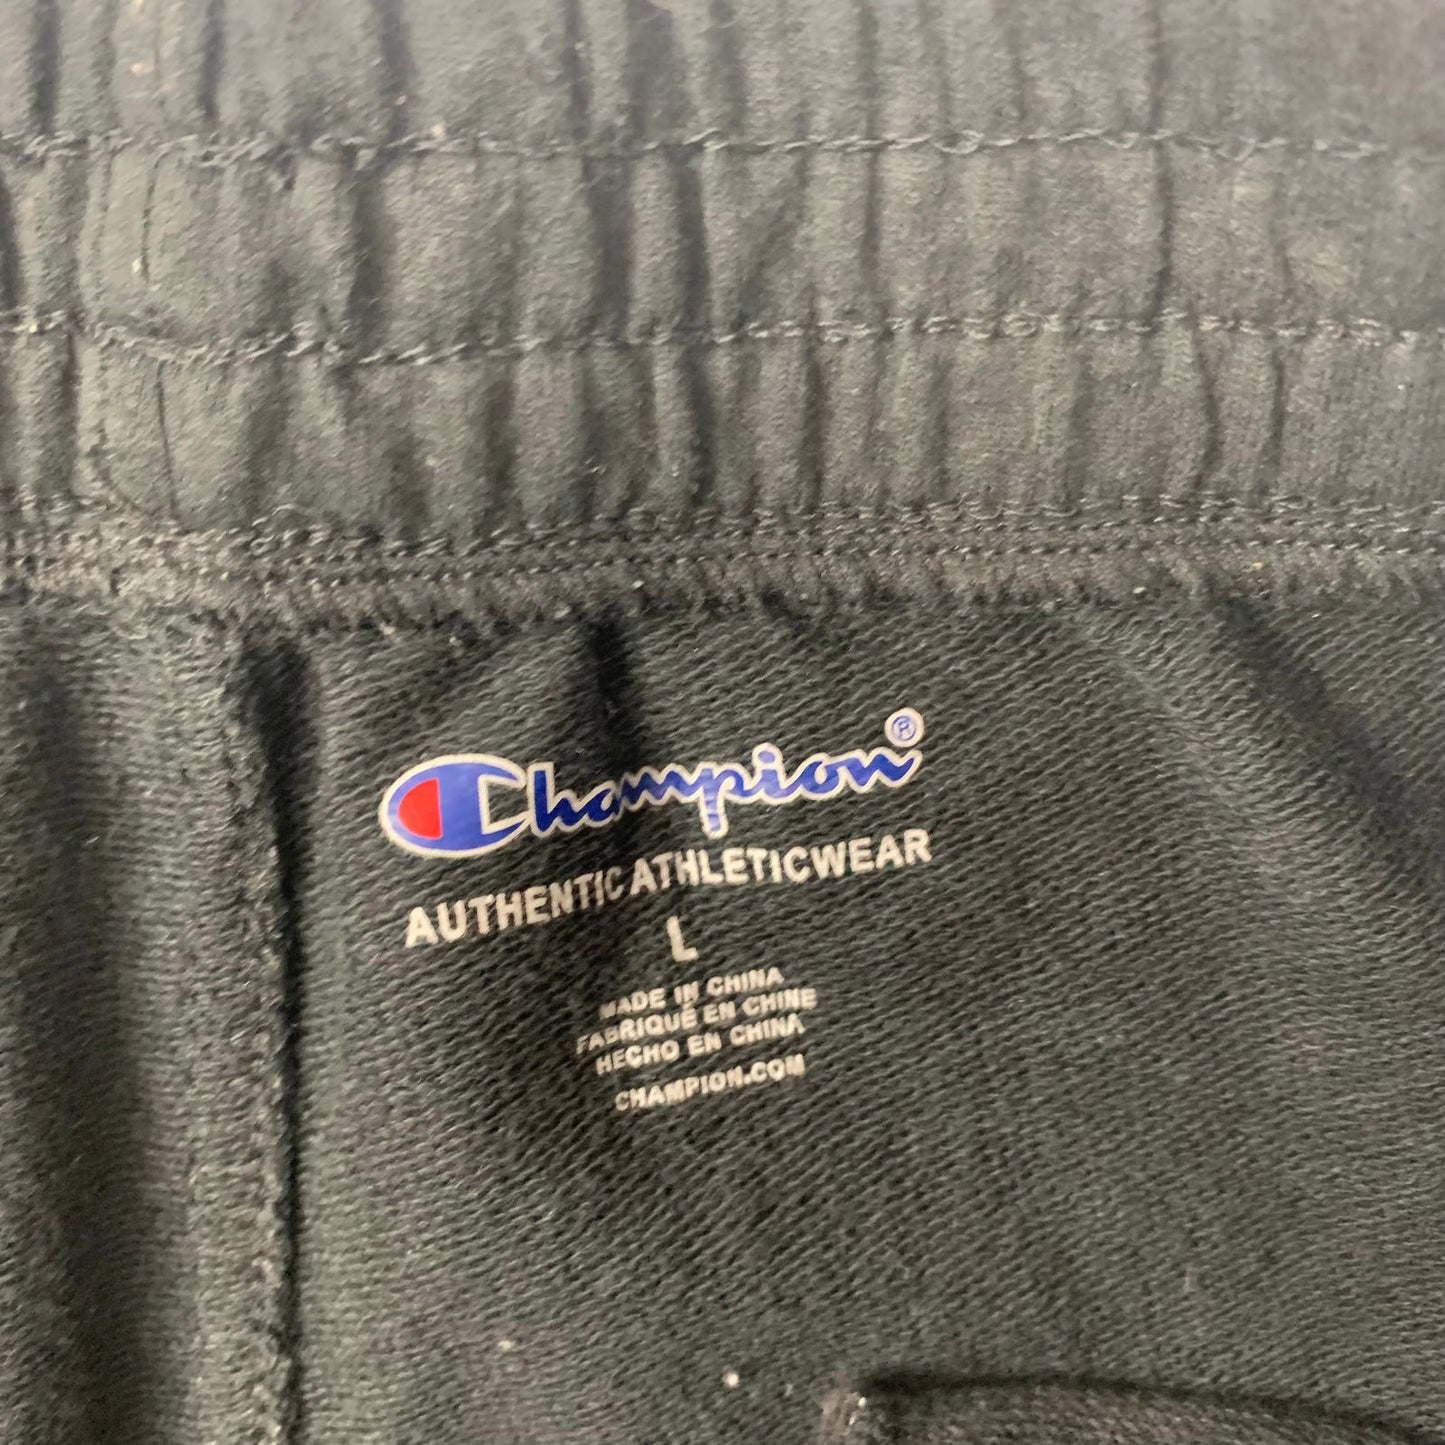 Champion®
AUTHENTIC ATHLETICWEAR
L
MADE IN CHINA
FABRIQUÉ EN CHINE
HECHO EN CHINA
CHAMPION.COM